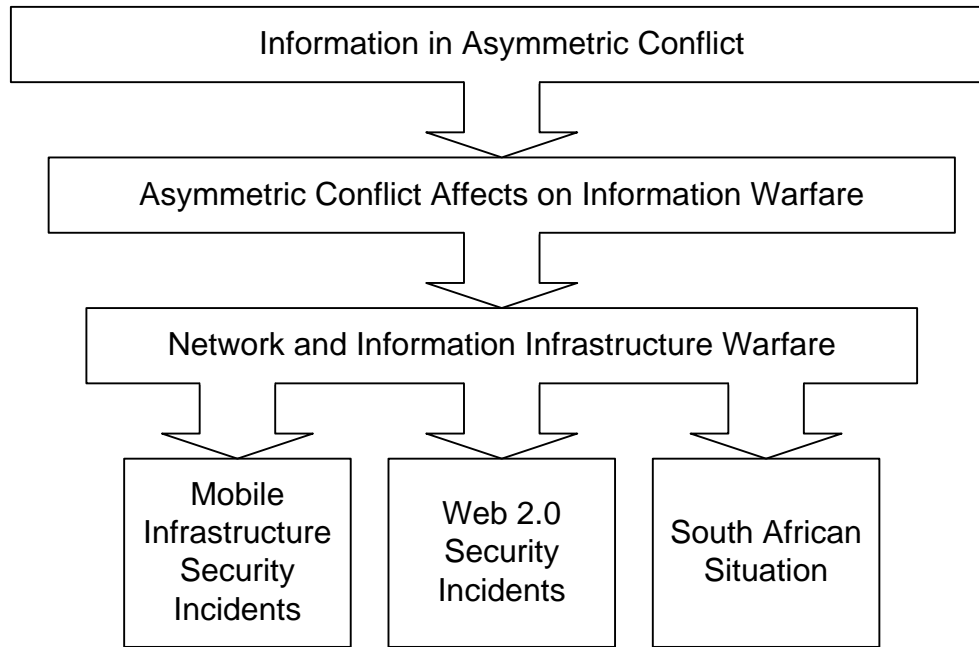 Information in Asymmetric Conflict
Asymmetric Conflict Affects on Information Warfare
Network and Information Infrastructure Warfare
Mobile
Infrastructure
Security
Incidents
Web 2.0
Security
Incidents
South African
Situation